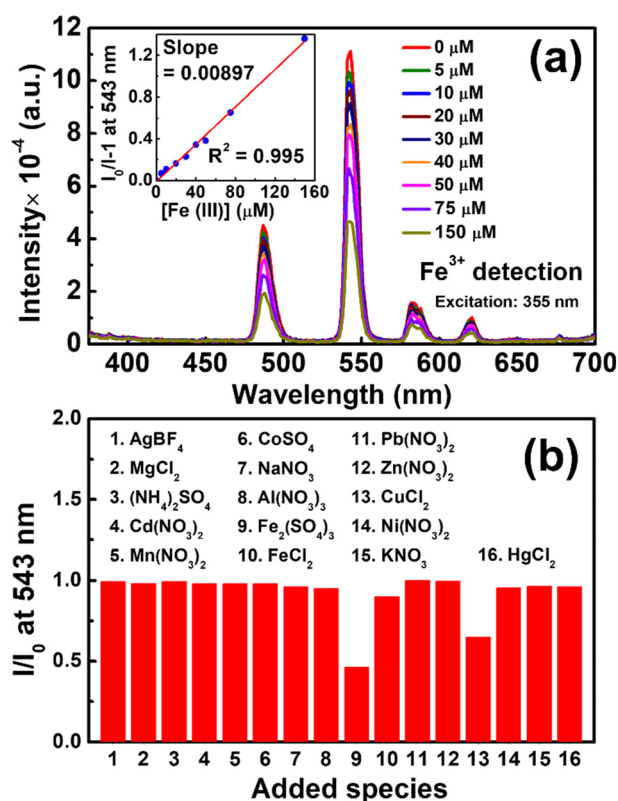 12
10
8
6
4
2
0
Intensity× 10⁻⁴ (a.u.)
400 450 500 550 600 650 700
Wavelength (nm)
(a)
1.2
0.8
0.4
0.0
I₀/I-1 at 543 nm
Slope
= 0.00897
R² = 0.995
0 40 80 120 160
[Fe (III)] (μM)
0 μM
5 μM
10 μM
20 μM
30 μM
40 μM
50 μM
75 μM
150 μM
Fe³⁺ detection
Excitation: 355 nm
2.0
1.5
1.0
0.5
0.0
I/I₀ at 543 nm
(b)
1. AgBF₄
2. MgCl₂
3. (NH₄)₂SO₄
4. Cd(NO₃)₂
5. Mn(NO₃)₂
6. CoSO₄
7. NaNO₃
8. Al(NO₃)₃
9. Fe₂(SO₄)₃
10. FeCl₂
11. Pb(NO₃)₂
12. Zn(NO₃)₂
13. CuCl₂
14. Ni(NO₃)₂
15. KNO₃
16. HgCl₂
1 2 3 4 5 6 7 8 9 10 11 12 13 14 15 16
Added species